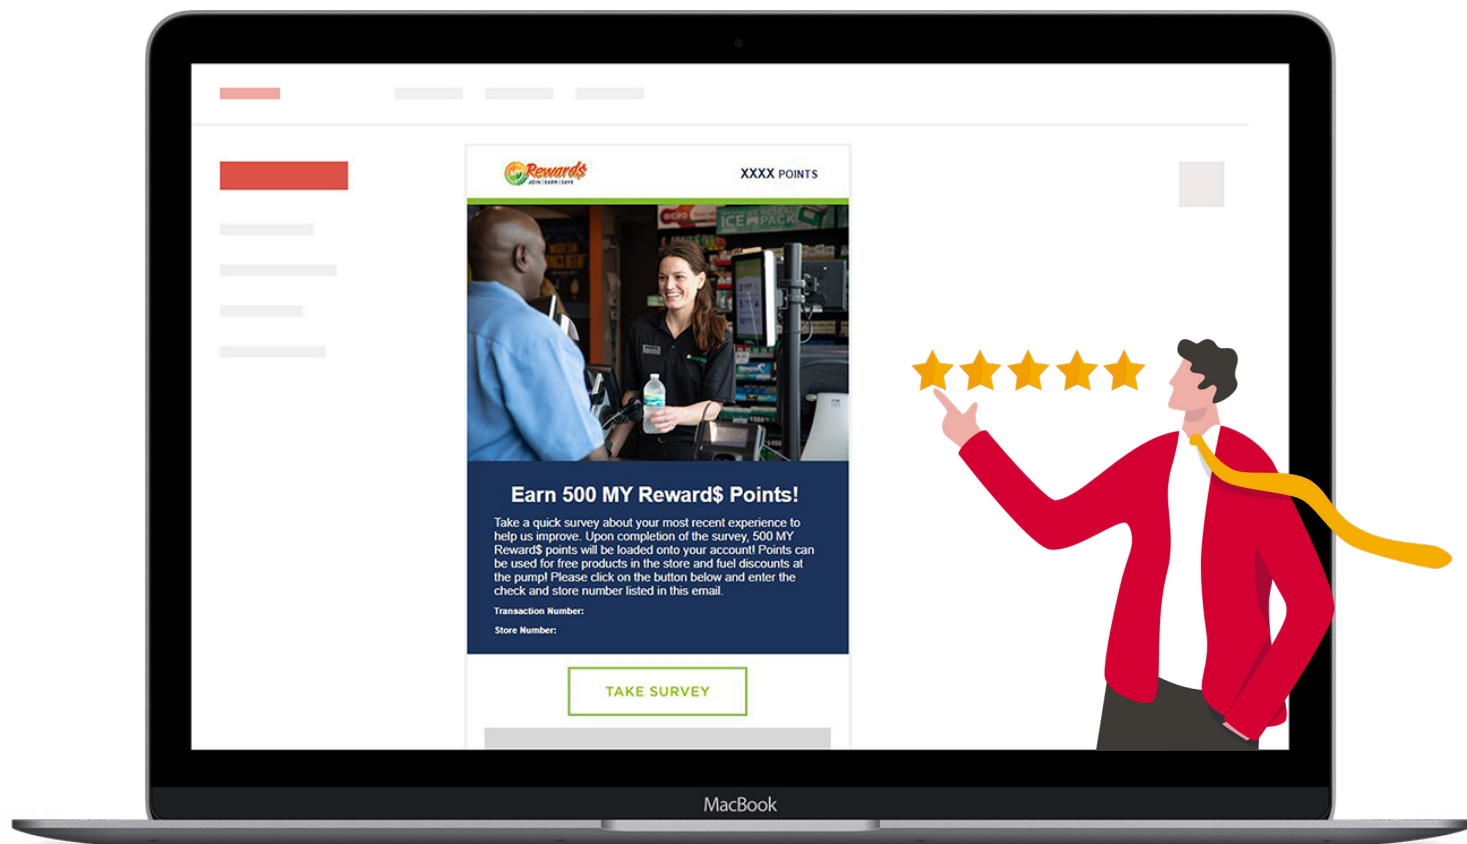 MY Reward$
JOIN | EARN | SAVE
XXXX POINTS
ICE PACK
Earn 500 MY Reward$ Points!
Take a quick survey about your most recent experience to
help us improve. Upon completion of the survey, 500 MY
Reward$ points will be loaded onto your account! Points can
be used for free products in the store and fuel discounts at
the pump! Please click on the button below and enter the
check and store number listed in this email.
Transaction Number:
Store Number:
TAKE SURVEY
MacBook